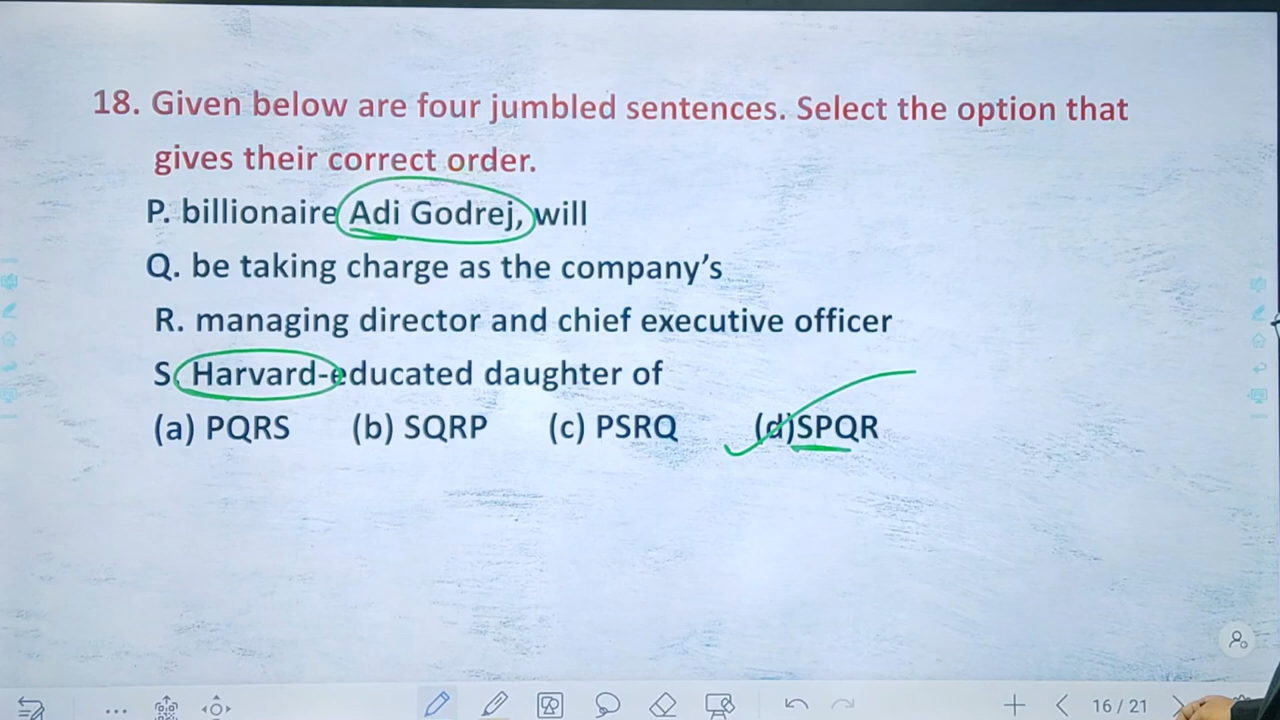 18. Given below are four jumbled sentences. Select the option that
gives their correct order.
P. billionaire Adi Godrej, will
Q. be taking charge as the company's
R. managing director and chief executive officer
S. Harvard-educated daughter of
(a) PQRS (b) SQRP (c) PSRQ (d)SPQR
16 / 21